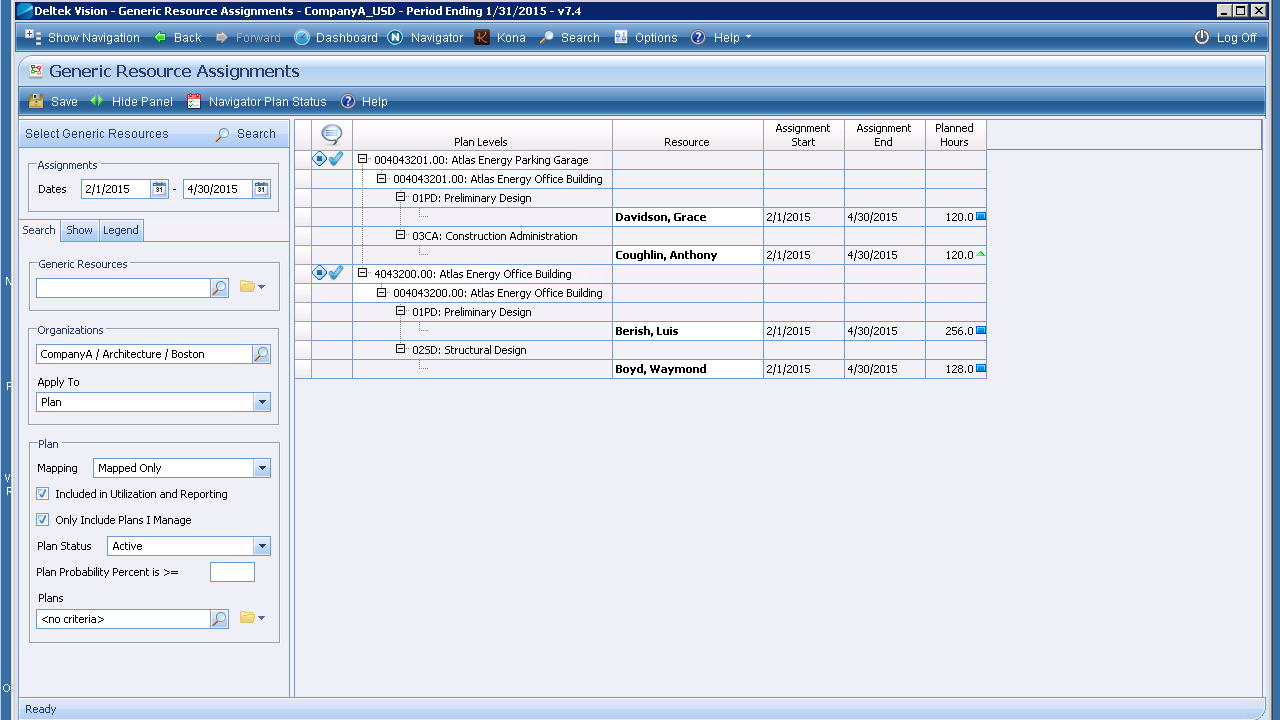 Deltek Vision - Generic Resource Assignments - CompanyA_USD - Period Ending 1/31/2015 - v7.4
Show Navigation Back Forward Dashboard Navigator Kona Search Options Help Log Off
Generic Resource Assignments
Save Hide Panel Navigator Plan Status Help
Select Generic Resources Search
Assignments
Dates 2/1/2015 - 4/30/2015
Search Show Legend
Generic Resources
Organizations
CompanyA / Architecture / Boston
Apply To
Plan
Plan
Mapping Mapped Only
Included in Utilization and Reporting
Only Include Plans I Manage
Plan Status Active
Plan Probability Percent is >=
Plans
<no criteria>
Plan Levels Resource Assignment Start Assignment End Planned Hours
004043201.00: Atlas Energy Parking Garage
004043201.00: Atlas Energy Office Building
01PD: Preliminary Design
Davidson, Grace 2/1/2015 4/30/2015 120.0
03CA: Construction Administration
Coughlin, Anthony 2/1/2015 4/30/2015 120.0
4043200.00: Atlas Energy Office Building
004043200.00: Atlas Energy Office Building
01PD: Preliminary Design
Berish, Luis 2/1/2015 4/30/2015 256.0
02SD: Structural Design
Boyd, Waymond 2/1/2015 4/30/2015 128.0
Ready